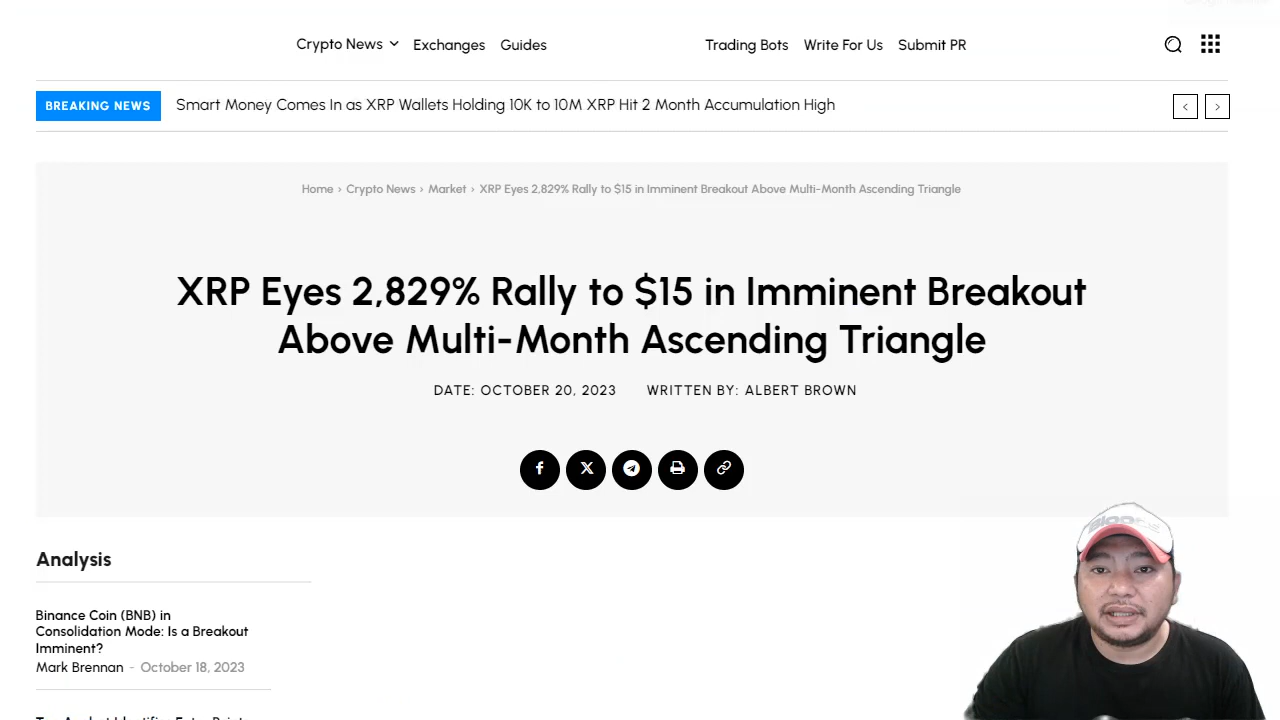 Crypto News Exchanges Guides Trading Bots Write For Us Submit PR
BREAKING NEWS Smart Money Comes In as XRP Wallets Holding 10K to 10M XRP Hit 2 Month Accumulation High
Home › Crypto News › Market › XRP Eyes 2,829% Rally to $15 in Imminent Breakout Above Multi-Month Ascending Triangle
XRP Eyes 2,829% Rally to $15 in Imminent Breakout
Above Multi-Month Ascending Triangle
DATE: OCTOBER 20, 2023 WRITTEN BY: ALBERT BROWN
Analysis
Binance Coin (BNB) in
Consolidation Mode: Is a Breakout
Imminent?
Mark Brennan - October 18, 2023